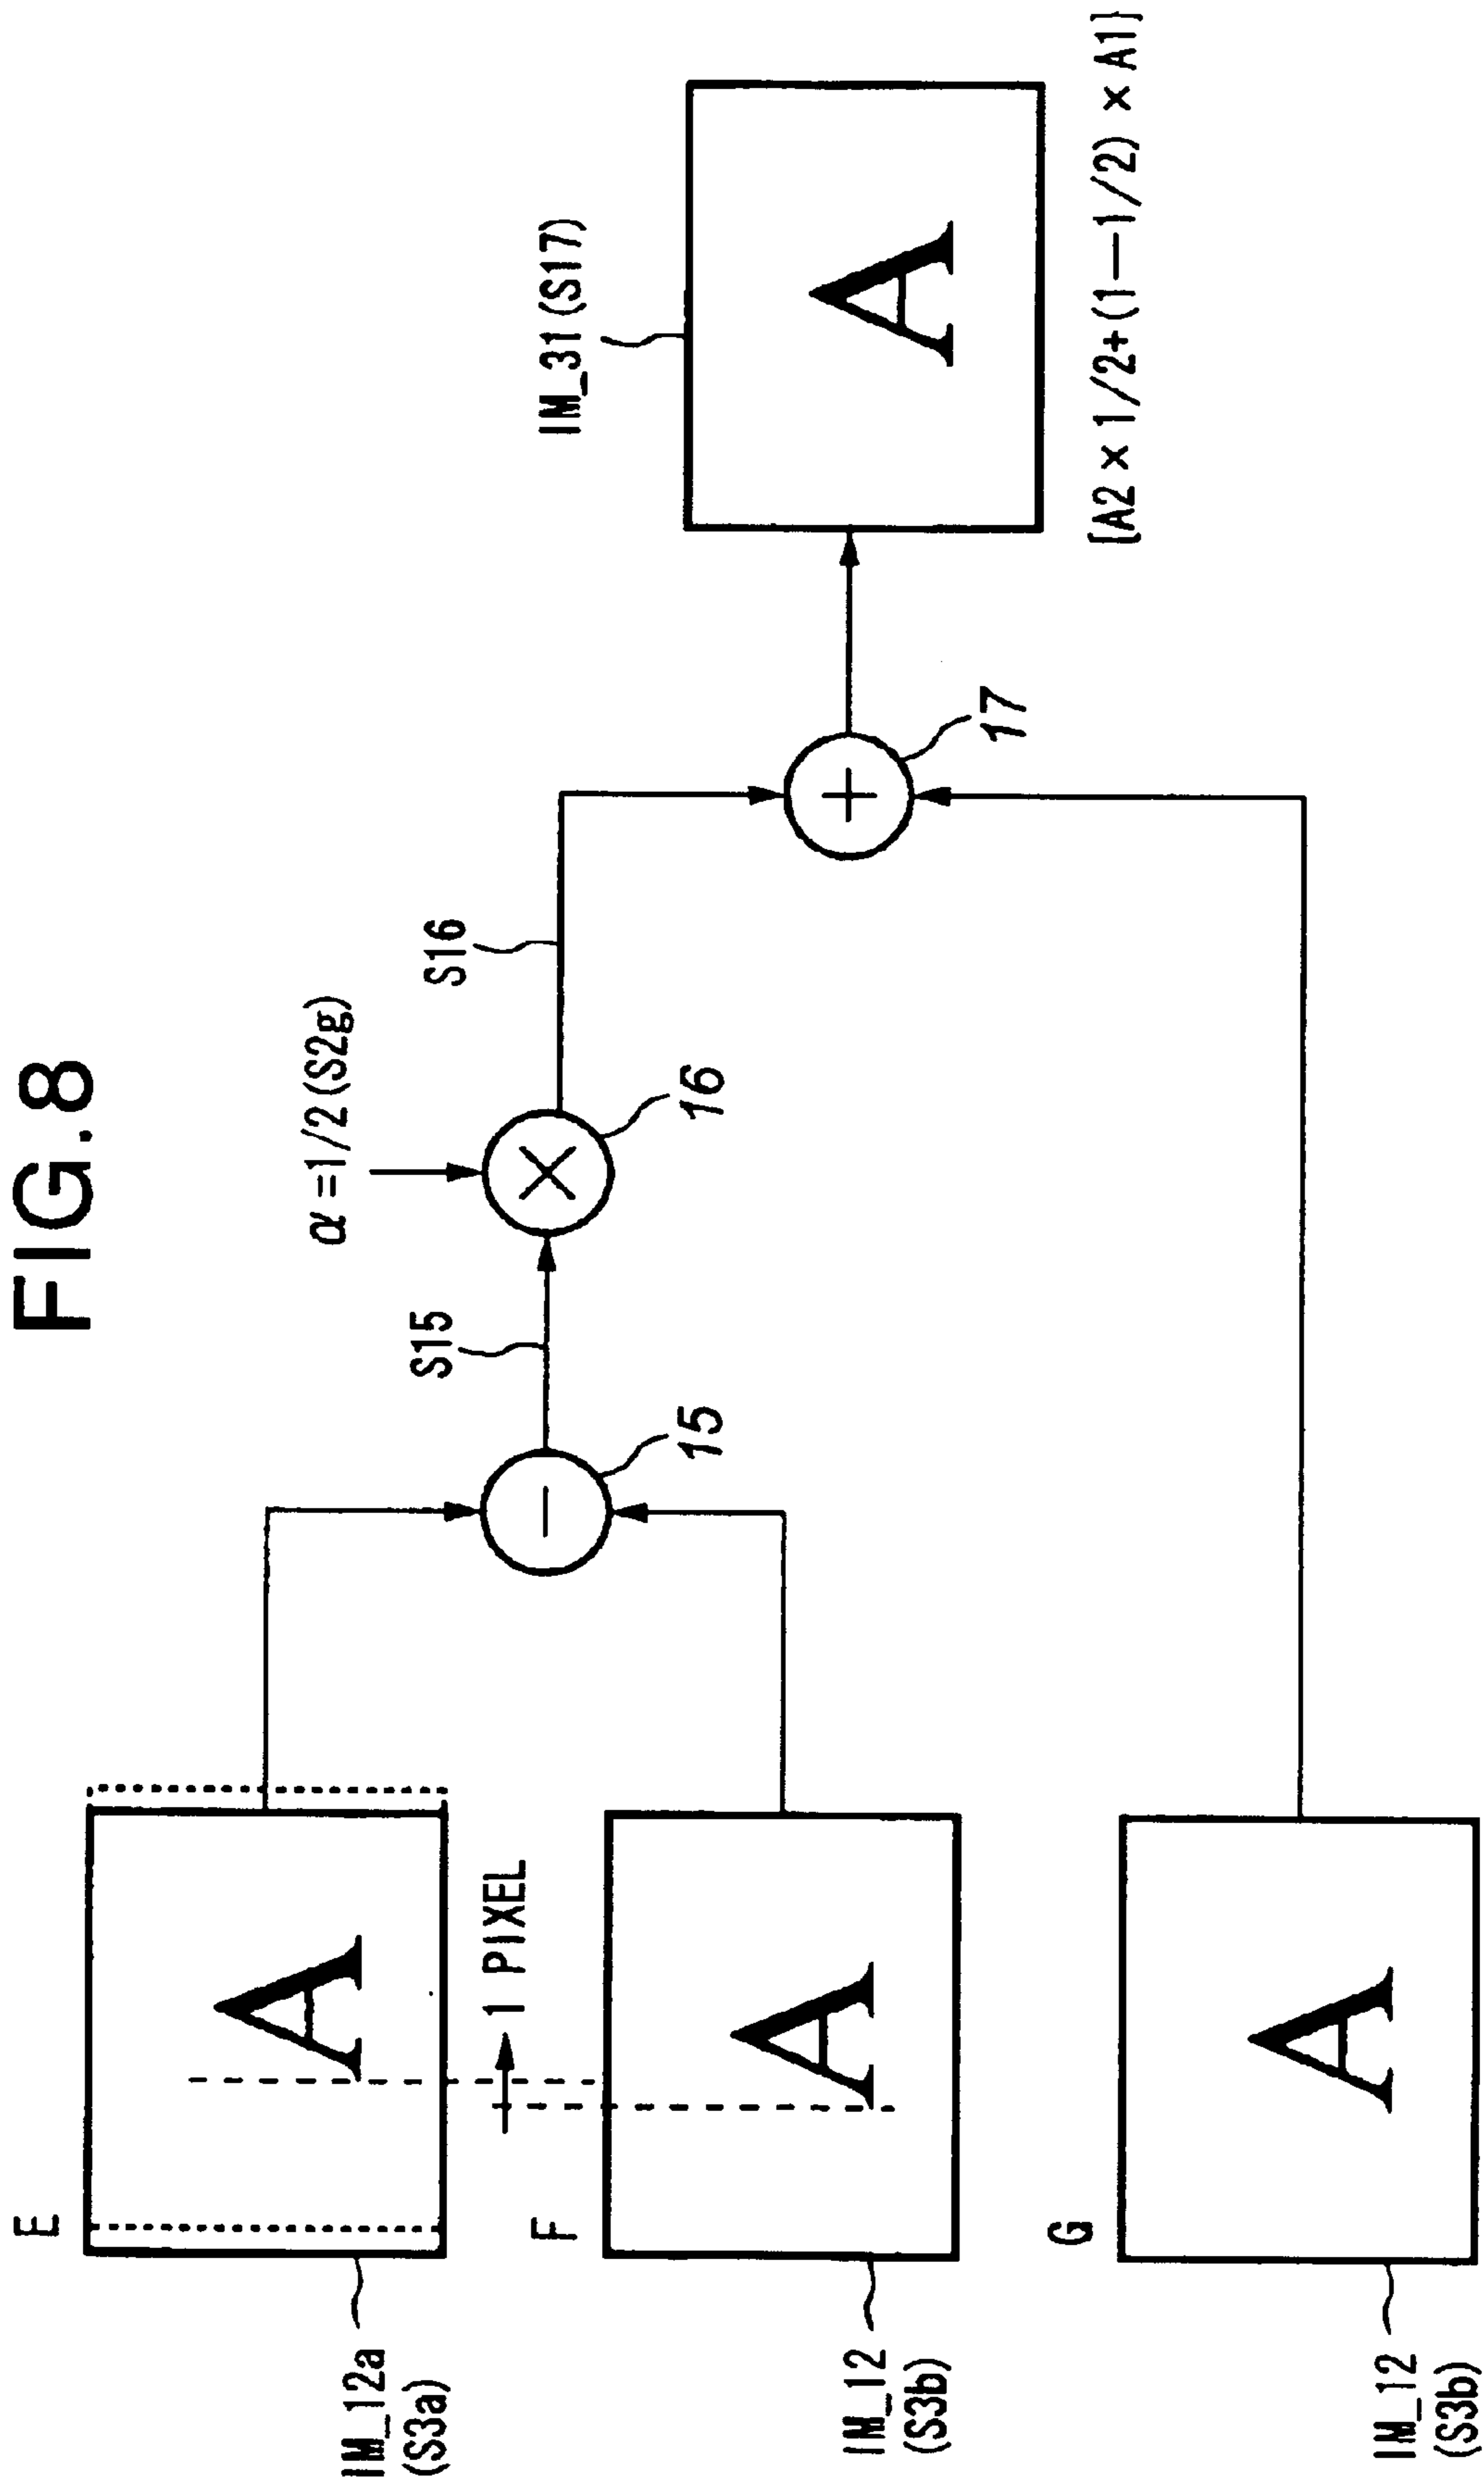 FIG.8
E
A
IM_12a
(S3a)
1 PIXEL
F
A
IM_12
(S3b)
G
A
IM_12
(S3b)
−
15
S15
α=1/2(S2g)
×
16
S16
+
17
IM_31(S17)
A
[A2×1/2+(1—1/2)×A1]